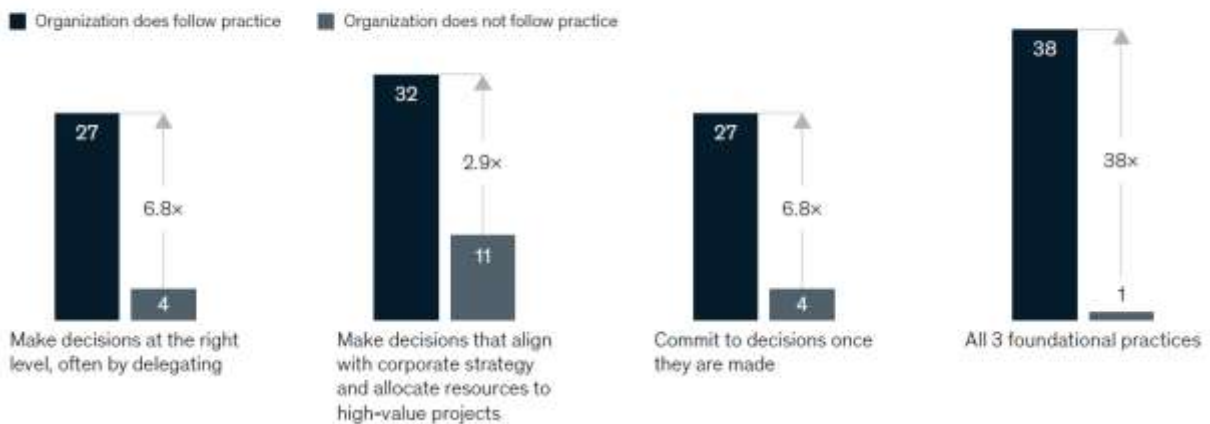 Organization does follow practice
Organization does not follow practice
27
6.8×
4
Make decisions at the right
level, often by delegating
32
2.9×
11
Make decisions that align
with corporate strategy
and allocate resources to
high-value projects
27
6.8×
4
Commit to decisions once
they are made
38
38×
1
All 3 foundational practices